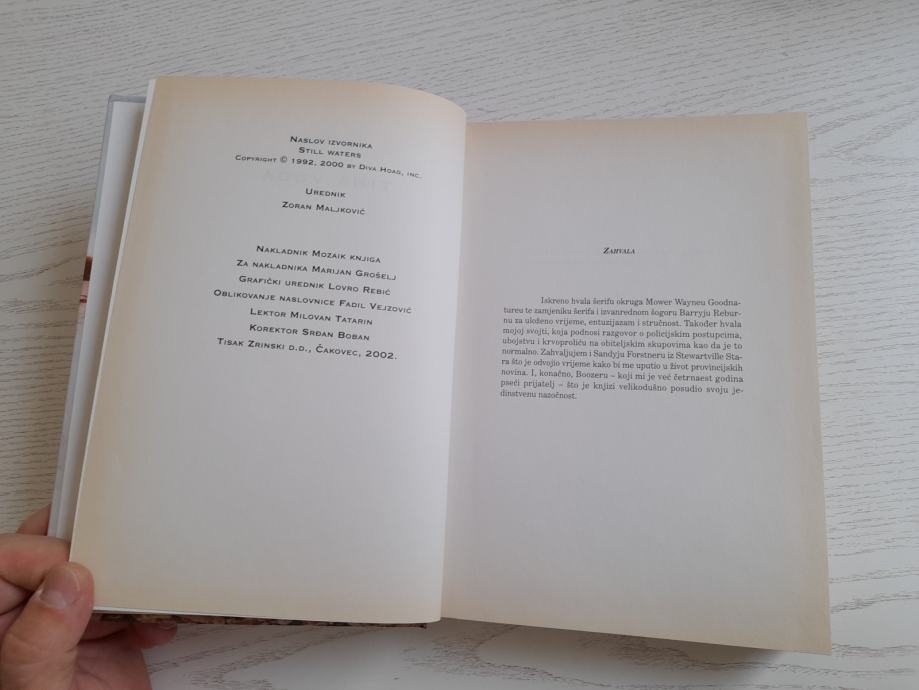 NASLOV IZVORNIKA
STILL WATERS
COPYRIGHT © 1992, 2000 BY DIVA HOAG, INC.
UREDNIK
ZORAN MALJKOVIĆ
NAKLADNIK MOZAIK KNJIGA
ZA NAKLADNIKA MARIJAN GROŠELJ
GRAFIČKI UREDNIK LOVRO REBIĆ
OBLIKOVANJE NASLOVNICE FADIL VEJZOVIĆ
LEKTOR MILOVAN TATARIN
KOREKTOR SRĐAN BOBAN
TISAK ZRINSKI D.D., ČAKOVEC, 2002.
ZAHVALA
Iskreno hvala šerifu okruga Mower Wayneu Goodna-
tureu te zamjeniku šerifa i izvanrednom šogoru Barryju Rebur-
nu za uloženo vrijeme, entuzijazam i stručnost. Također hvala
mojoj svojti, koja podnosi razgovor o policijskim postupcima,
ubojstvu i krvoproliću na obiteljskim skupovima kao da je to
normalno. Zahvaljujem i Sandyju Forstneru iz Stewartville Sta-
ra što je odvojio vrijeme kako bi me uputio u život provincijskih
novina. I, konačno, Boozeru – koji mi je već četrnaest godina
pseći prijatelj – što je knjizi velikodušno posudio svoju je-
dinstvenu nazočnost.